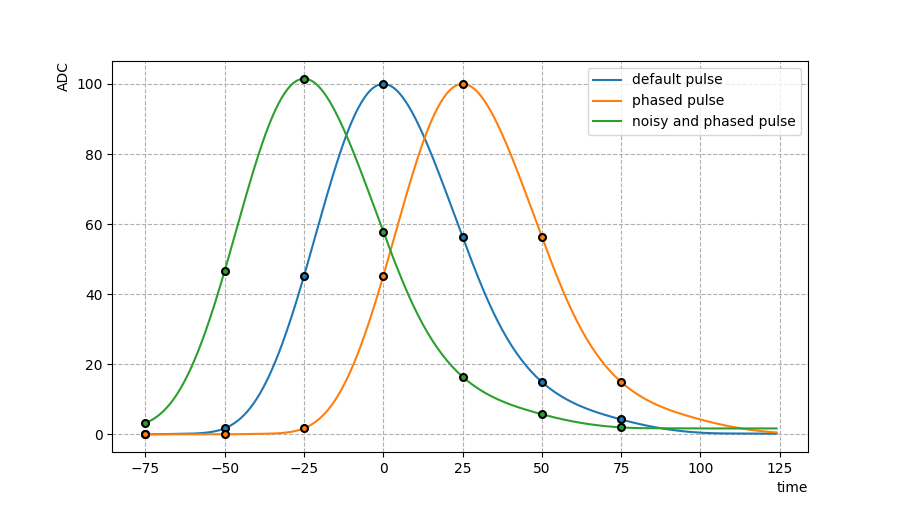 ADC
default pulse
phased pulse
noisy and phased pulse
100
80
60
40
20
0
−75 −50 −25 0 25 50 75 100 125
time